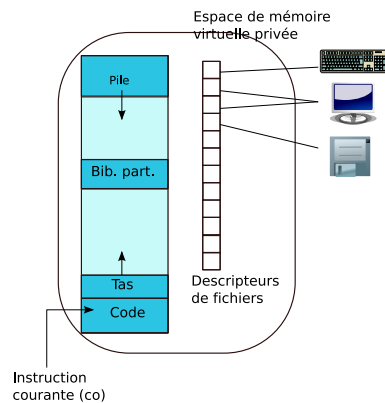 Espace de mémoire
virtuelle privée
Pile
Bib. part.
Tas
Code
Descripteurs
de fichiers
Instruction
courante (co)